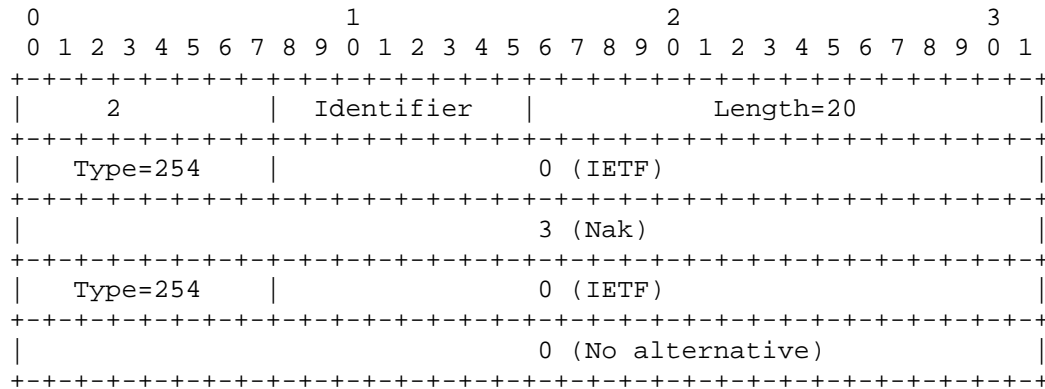 0                   1                   2                   3
 0 1 2 3 4 5 6 7 8 9 0 1 2 3 4 5 6 7 8 9 0 1 2 3 4 5 6 7 8 9 0 1
+-+-+-+-+-+-+-+-+-+-+-+-+-+-+-+-+-+-+-+-+-+-+-+-+-+-+-+-+-+-+-+-+
|     2         |  Identifier   |           Length=20           |
+-+-+-+-+-+-+-+-+-+-+-+-+-+-+-+-+-+-+-+-+-+-+-+-+-+-+-+-+-+-+-+-+
|   Type=254    |                0 (IETF)                       |
+-+-+-+-+-+-+-+-+-+-+-+-+-+-+-+-+-+-+-+-+-+-+-+-+-+-+-+-+-+-+-+-+
|                                3 (Nak)                        |
+-+-+-+-+-+-+-+-+-+-+-+-+-+-+-+-+-+-+-+-+-+-+-+-+-+-+-+-+-+-+-+-+
|   Type=254    |                0 (IETF)                       |
+-+-+-+-+-+-+-+-+-+-+-+-+-+-+-+-+-+-+-+-+-+-+-+-+-+-+-+-+-+-+-+-+
|                                0 (No alternative)             |
+-+-+-+-+-+-+-+-+-+-+-+-+-+-+-+-+-+-+-+-+-+-+-+-+-+-+-+-+-+-+-+-+